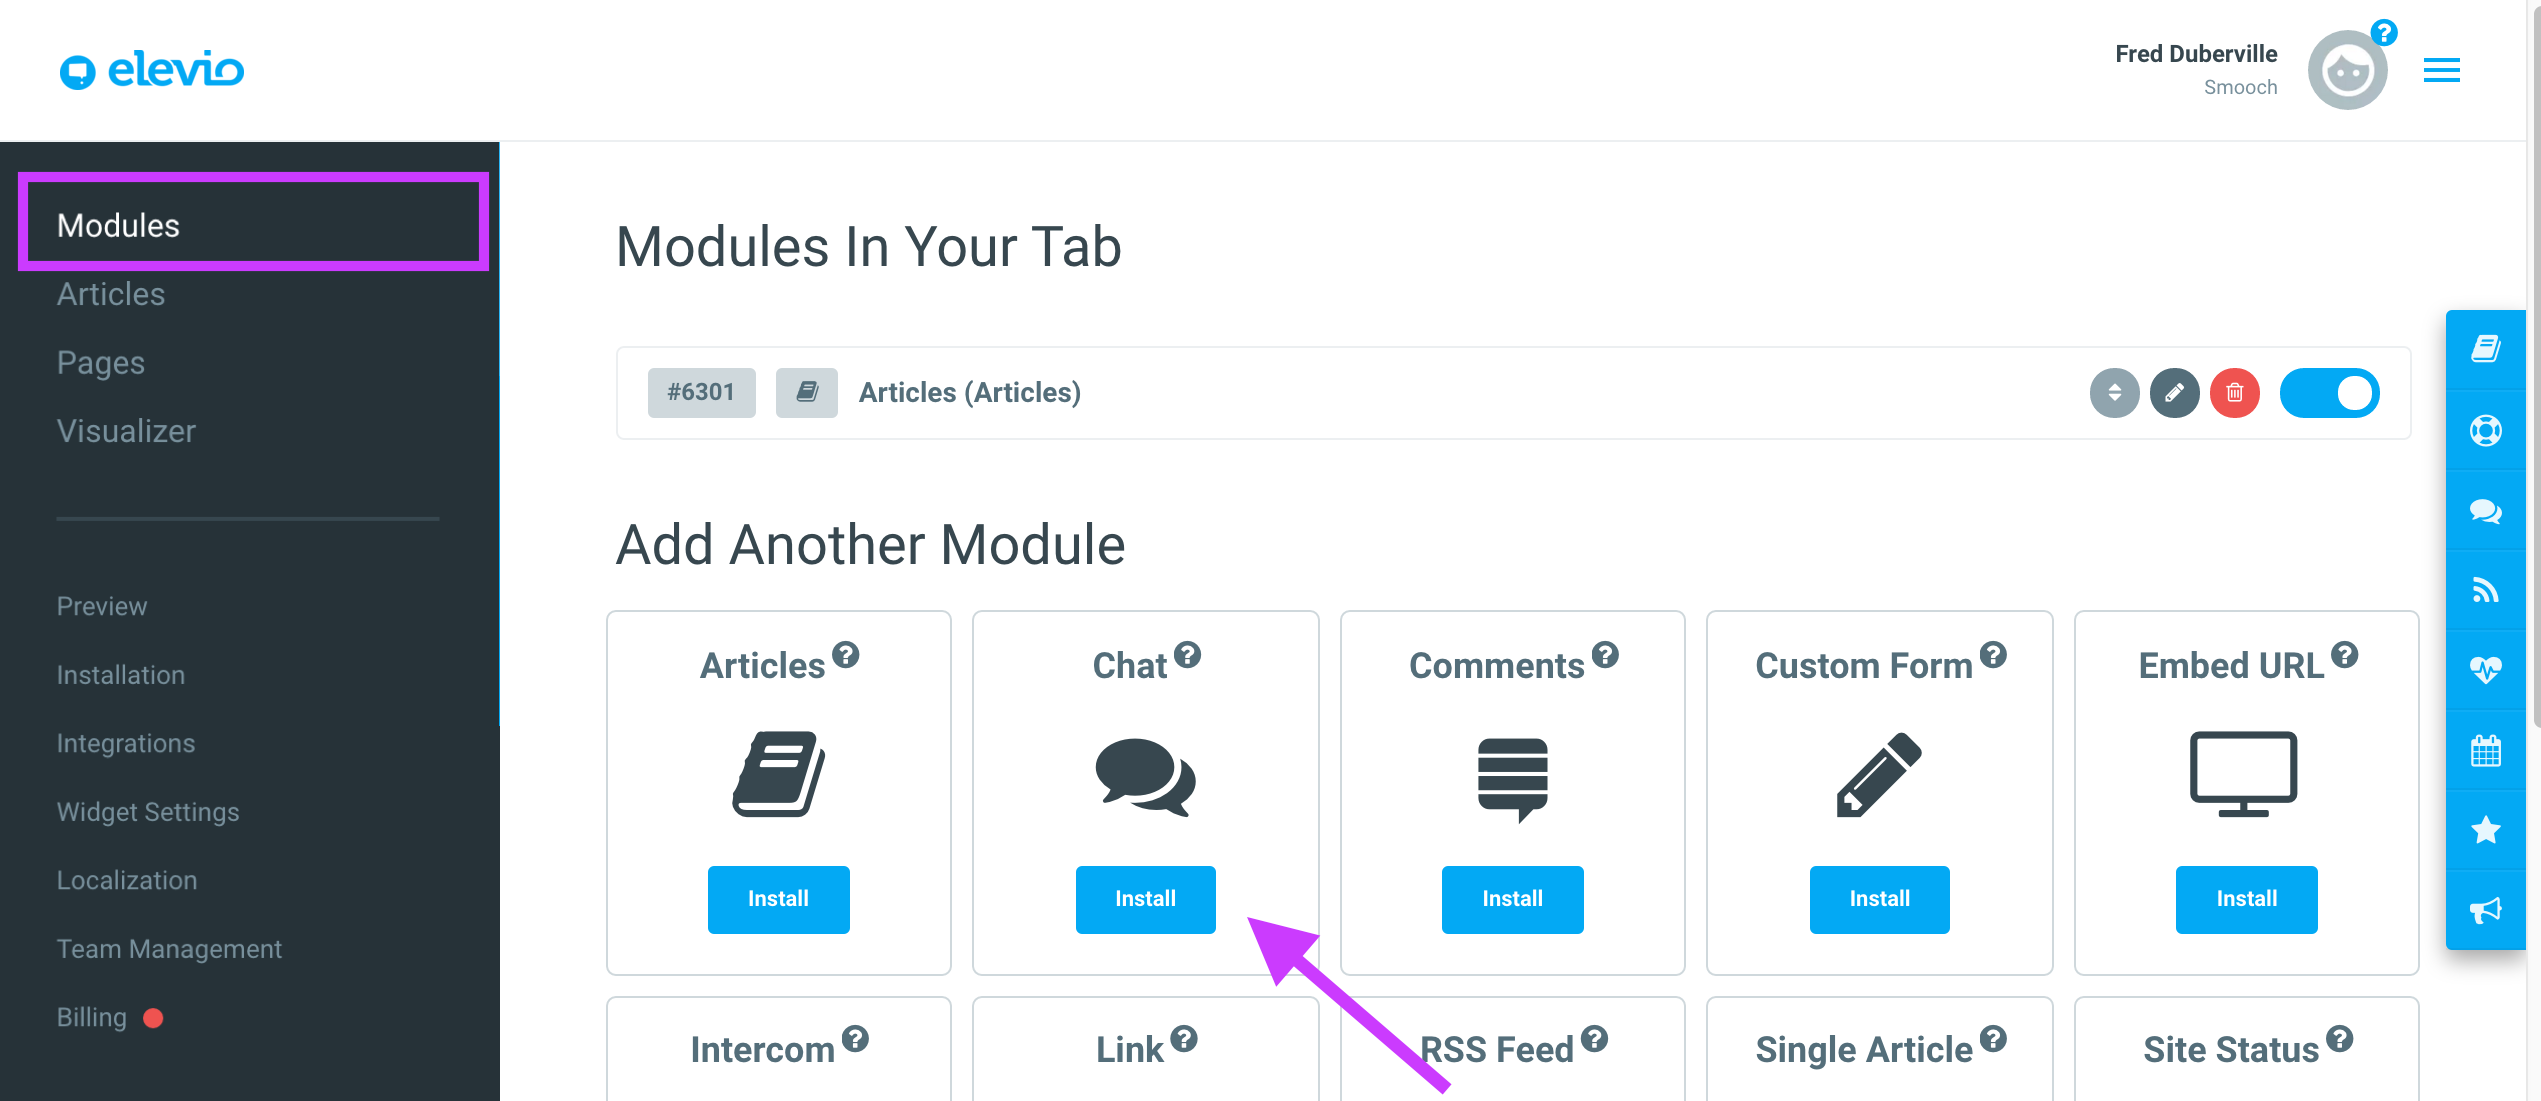 elevio
Fred Duberville
Smooch
Modules
Articles
Pages
Visualizer
Preview
Installation
Integrations
Widget Settings
Localization
Team Management
Billing
Modules In Your Tab
#6301 Articles (Articles)
Add Another Module
Articles ? Chat ? Comments ? Custom Form ? Embed URL ?
Install Install Install Install Install
Intercom ? Link ? RSS Feed ? Single Article ? Site Status ?